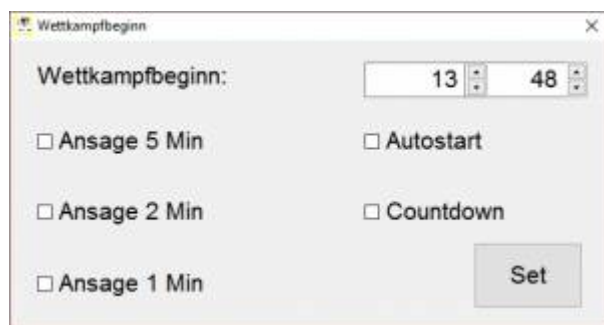 Wettkampfbeginn
Wettkampfbeginn: 13 48
Ansage 5 Min Autostart
Ansage 2 Min Countdown
Ansage 1 Min Set